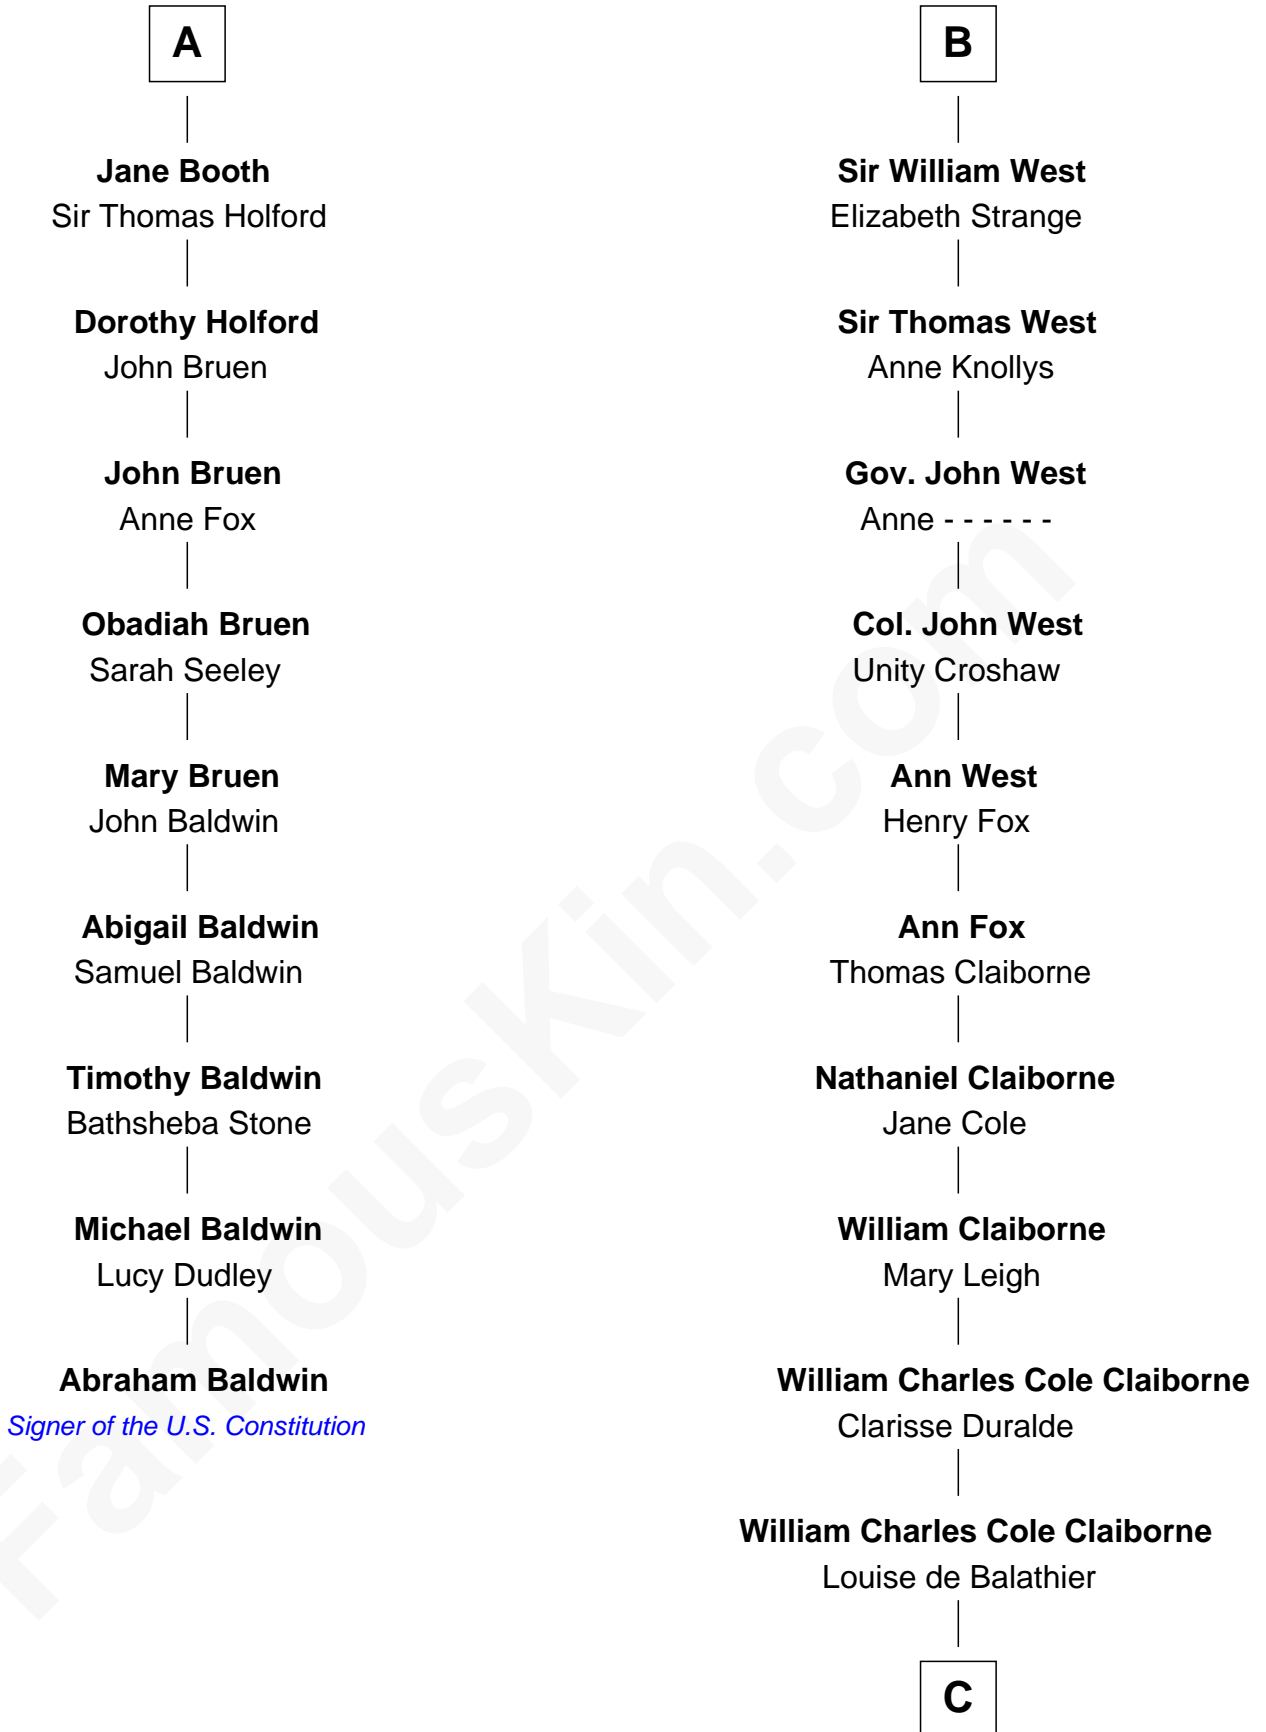 A
Jane Booth
Sir Thomas Holford
Dorothy Holford
John Bruen
John Bruen
Anne Fox
Obadiah Bruen
Sarah Seeley
Mary Bruen
John Baldwin
Abigail Baldwin
Samuel Baldwin
Timothy Baldwin
Bathsheba Stone
Michael Baldwin
Lucy Dudley
Abraham Baldwin
Signer of the U.S. Constitution
B
Sir William West
Elizabeth Strange
Sir Thomas West
Anne Knollys
Gov. John West
Anne - - - - - -
Col. John West
Unity Croshaw
Ann West
Henry Fox
Ann Fox
Thomas Claiborne
Nathaniel Claiborne
Jane Cole
William Claiborne
Mary Leigh
William Charles Cole Claiborne
Clarisse Duralde
William Charles Cole Claiborne
Louise de Balathier
C
FamousKin.com